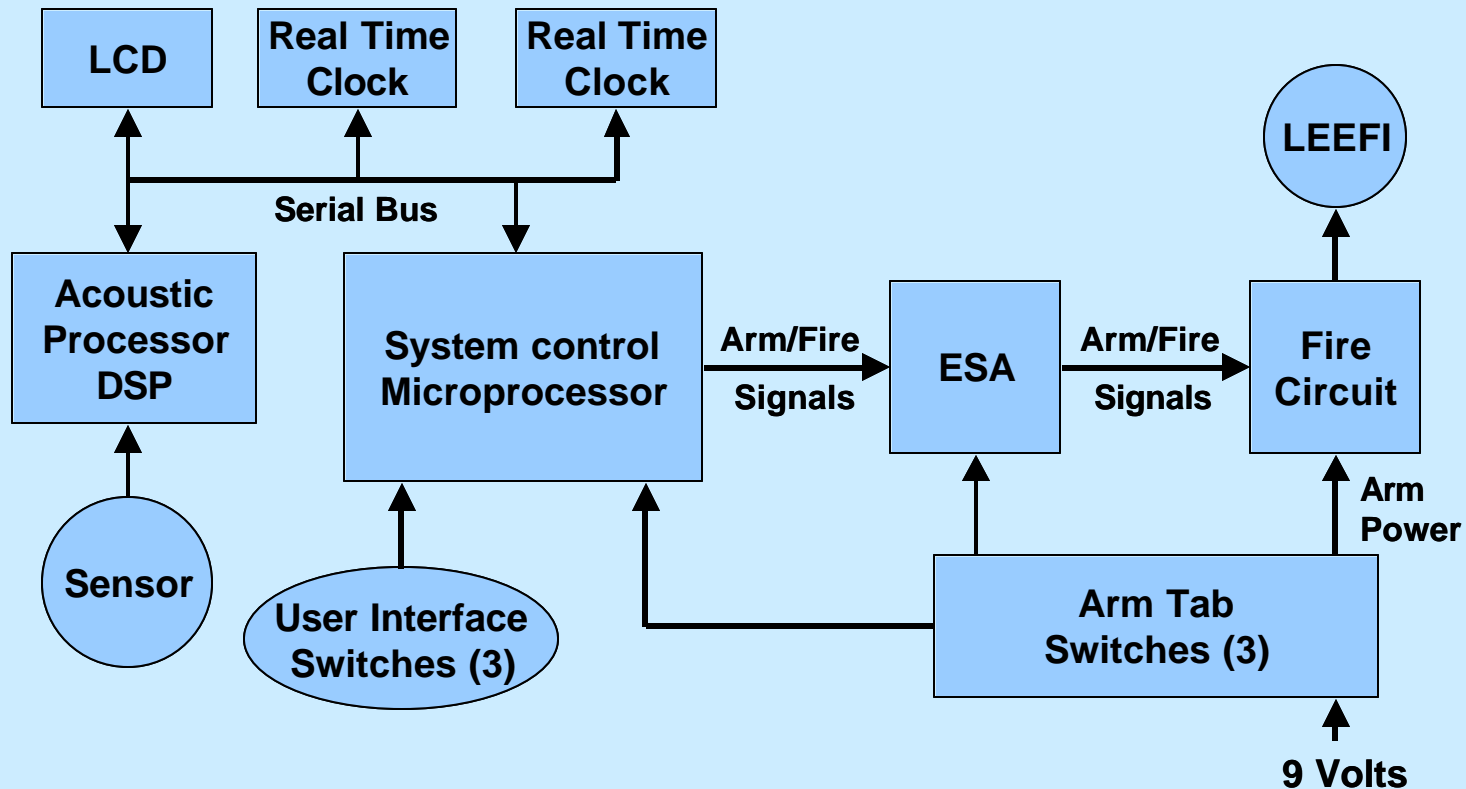 LCD
Real Time
Clock
Real Time
Clock
LEEFI
Serial Bus
Acoustic
Processor
DSP
System control
Microprocessor
Arm/Fire
Signals
ESA
Arm/Fire
Signals
Fire
Circuit
Arm
Power
Sensor
User Interface
Switches (3)
Arm Tab
Switches (3)
9 Volts